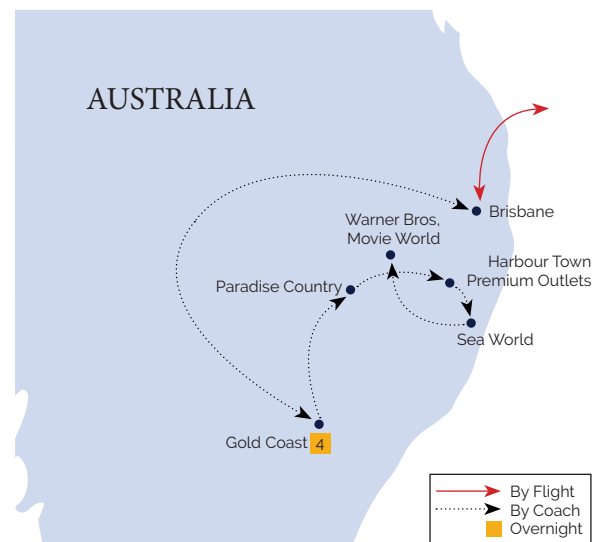 AUSTRALIA
Brisbane
Warner Bros,
Movie World
Harbour Town
Premium Outlets
Paradise Country
Sea World
Gold Coast 4
By Flight
By Coach
Overnight